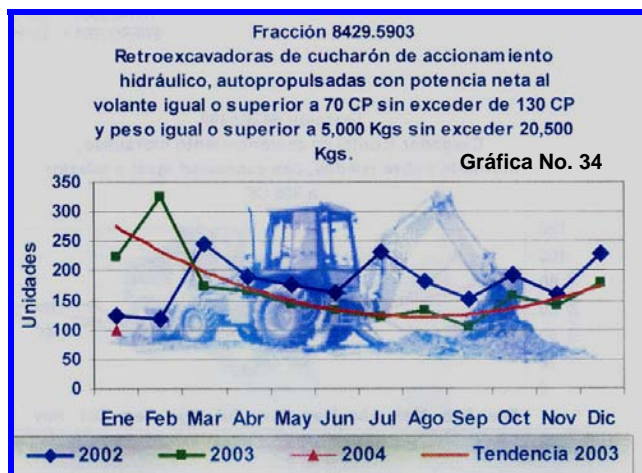 Fracción 8429.5903
Retroexcavadoras de cucharón de accionamiento
hidráulico, autopropulsadas con potencia neta al
volante igual o superior a 70 CP sin exceder de 130 CP
y peso igual o superior a 5,000 Kgs sin exceder 20,500
Kgs.
Gráfica No. 34
350
300
250
200
150
100
50
0
Unidades
Ene Feb Mar Abr May Jun Jul Ago Sep Oct Nov Dic
2002 2003 2004 Tendencia 2003